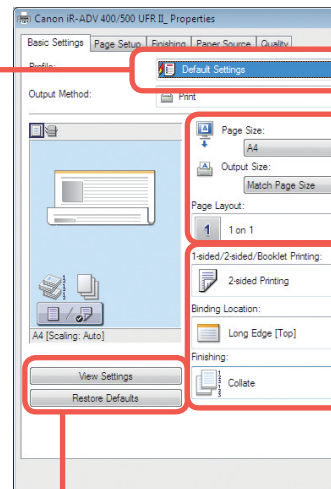 Canon iR-ADV 400/500 UFR II_ Properties
Basic Settings Page Setup Finishing Paper Source Quality
Profile: Default Settings
Output Method: Print
Page Size:
A4
Output Size:
Match Page Size
Page Layout:
1 1 on 1
1-sided/2-sided/Booklet Printing:
2-sided Printing
Binding Location:
Long Edge [Top]
Finishing:
Collate
A4 [Scaling: Auto]
View Settings
Restore Defaults